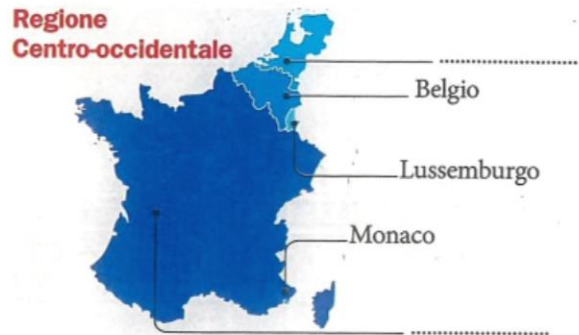 Regione
Centro-occidentale
Belgio
Lussemburgo
Monaco